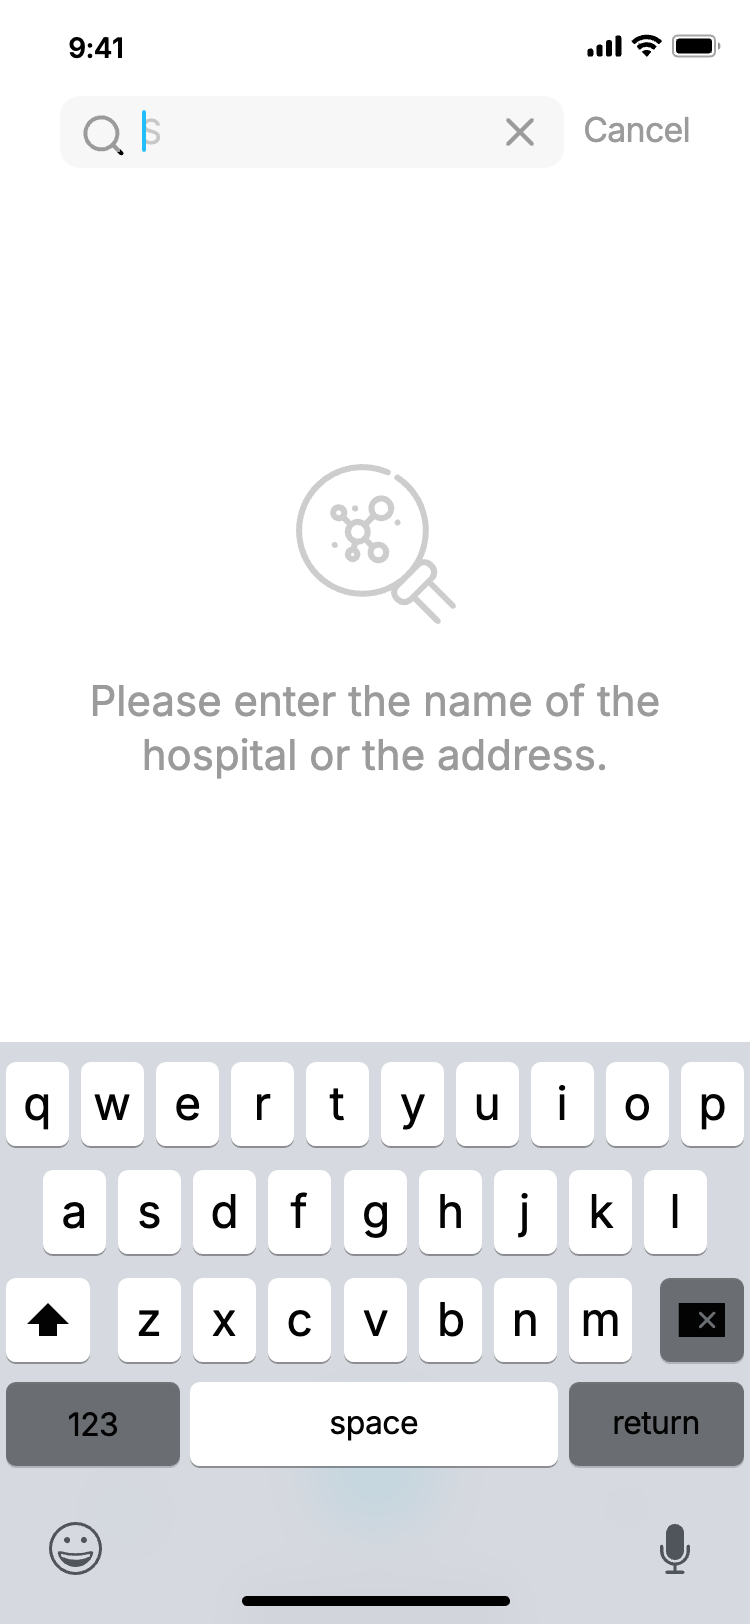 9:41
S
Cancel
Please enter the name of the
hospital or the address.
q w e r t y u i o p
a s d f g h j k l
z x c v b n m
123 space return